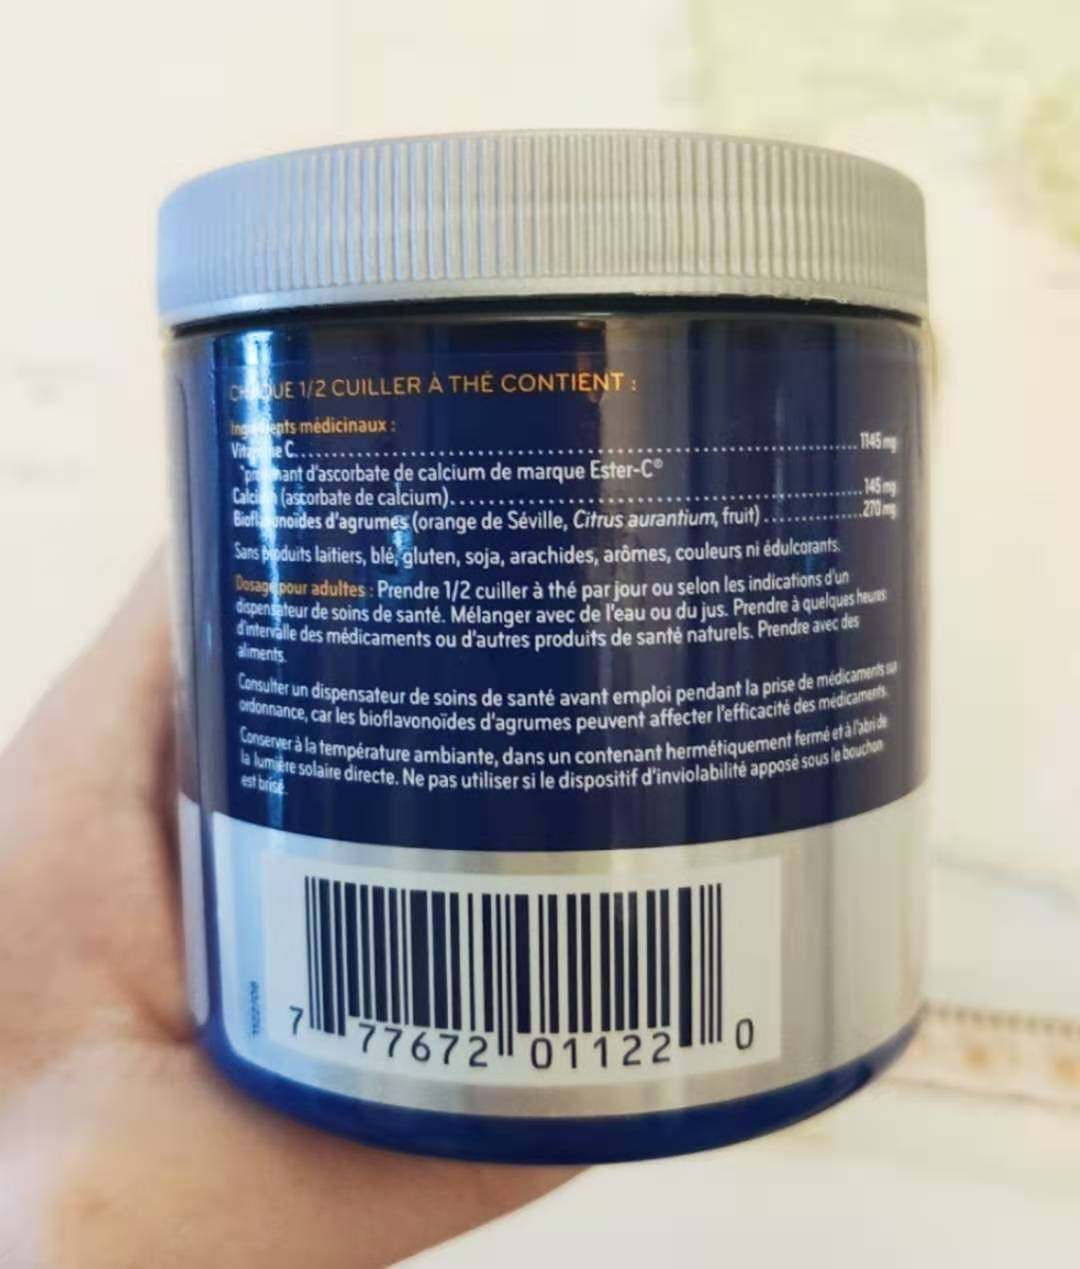 CHAQUE 1/2 CUILLER À THÉ CONTIENT :
Ingrédients médicinaux :
Vitamine C.................................................... 1145 mg
*provenant d'ascorbate de calcium de marque Ester-C®
Calcium (ascorbate de calcium)........................................ 145 mg
Bioflavonoïdes d'agrumes (orange de Séville, Citrus aurantium, fruit) ............... 270 mg
Sans produits laitiers, blé, gluten, soja, arachides, arômes, couleurs ni édulcorants.
Dosage pour adultes : Prendre 1/2 cuiller à thé par jour ou selon les indications d'un
dispensateur de soins de santé. Mélanger avec de l'eau ou du jus. Prendre à quelques heures
d'intervalle des médicaments ou d'autres produits de santé naturels. Prendre avec des
aliments.
Consulter un dispensateur de soins de santé avant emploi pendant la prise de médicaments sur
ordonnance, car les bioflavonoïdes d'agrumes peuvent affecter l'efficacité des médicaments.
Conserver à la température ambiante, dans un contenant hermétiquement fermé et à l'abri de
la lumière solaire directe. Ne pas utiliser si le dispositif d'inviolabilité apposé sous le bouchon
est brisé.
7 77672 01122 0